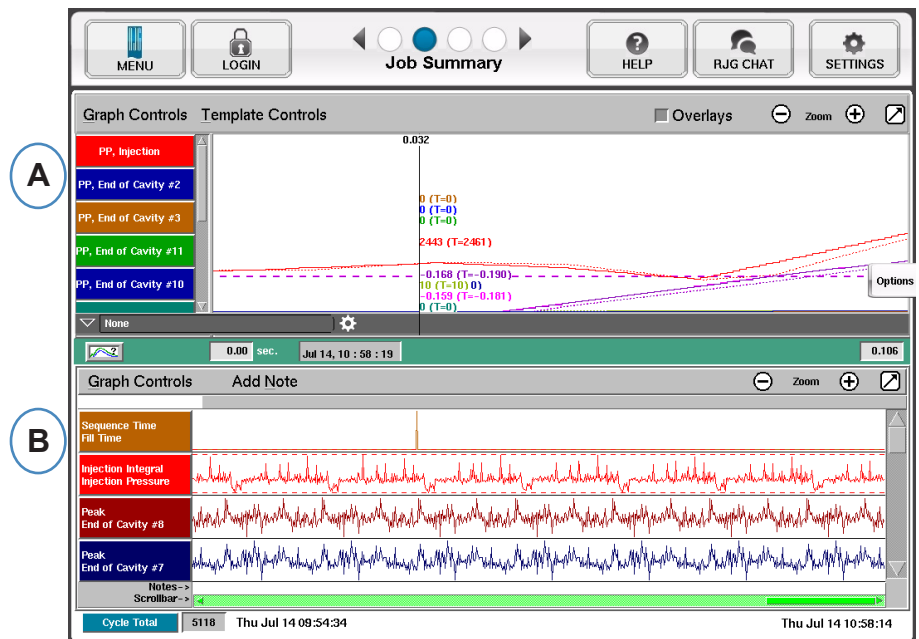 MENU
LOGIN
Job Summary
HELP
RJG CHAT
SETTINGS
A
Graph Controls Template Controls
Overlays
Zoom
PP, Injection
PP, End of Cavity #2
PP, End of Cavity #3
PP, End of Cavity #11
PP, End of Cavity #10
0.032
0 (T=0)
0 (T=0)
0 (T=0)
2443 (T=2461)
-0.168 (T=-0.190)
10 (T=10) 0)
-0.159 (T=-0.181)
0 (T=0)
Options
None
0.00 sec. Jul 14, 10 : 58 : 19
0.106
B
Graph Controls Add Note
Zoom
Sequence Time
Fill Time
Injection Integral
Injection Pressure
Peak
End of Cavity #8
Peak
End of Cavity #7
Notes->
Scrollbar->
Cycle Total 5118 Thu Jul 14 09:54:34
Thu Jul 14 10:58:14